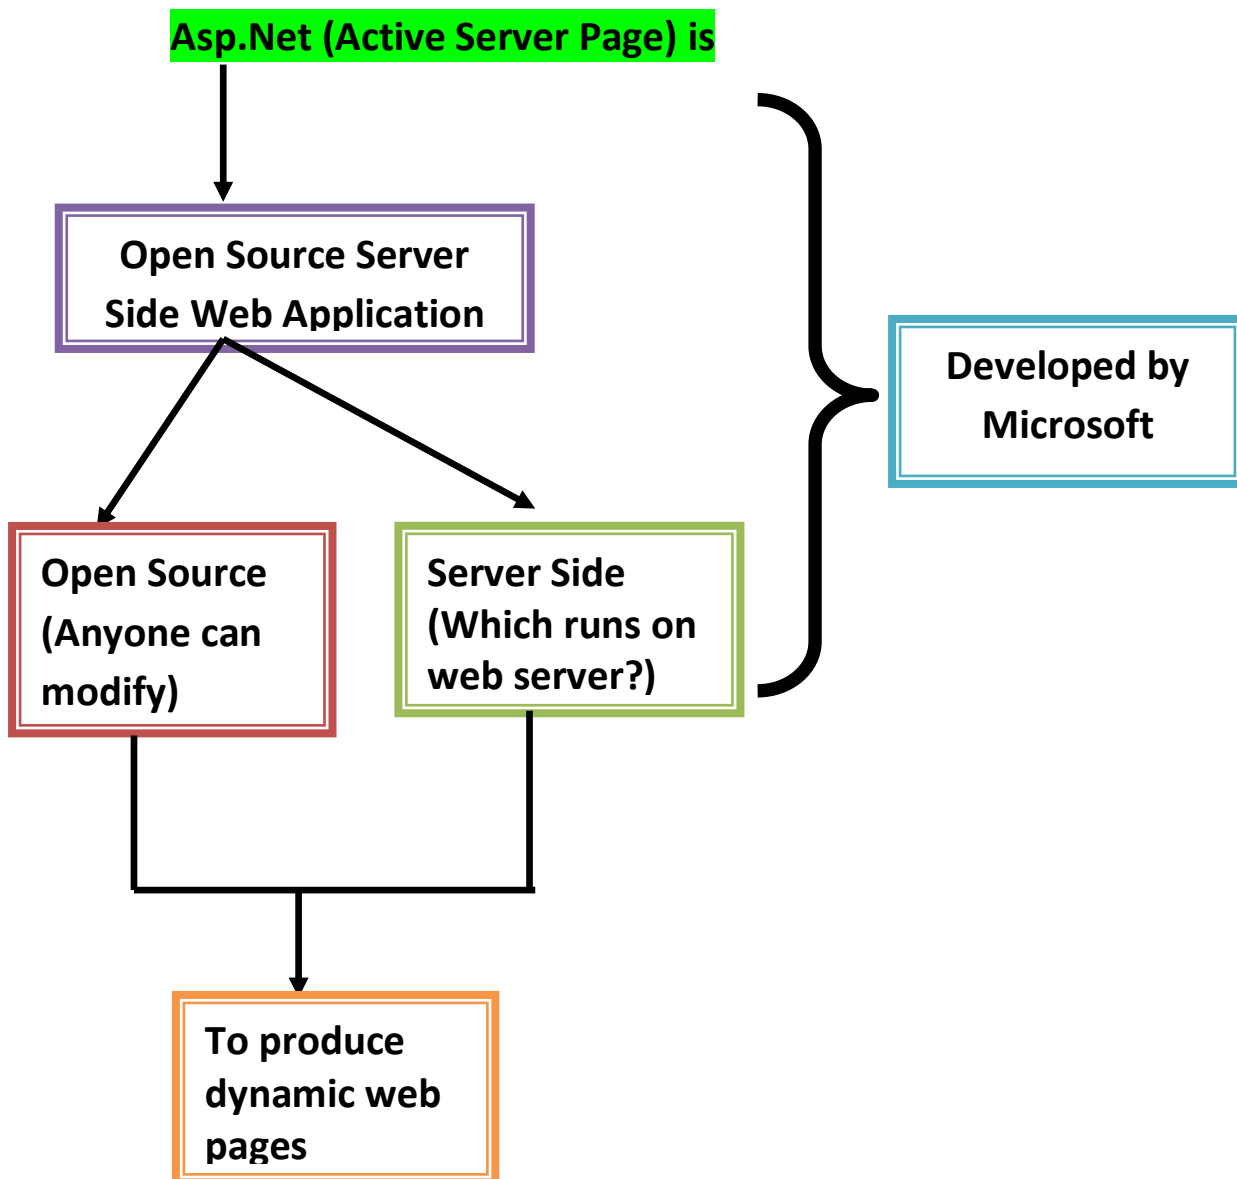 Asp.Net (Active Server Page) is
Open Source Server
Side Web Application
Developed by
Microsoft
Open Source
(Anyone can
modify)
Server Side
(Which runs on
web server?)
To produce
dynamic web
pages